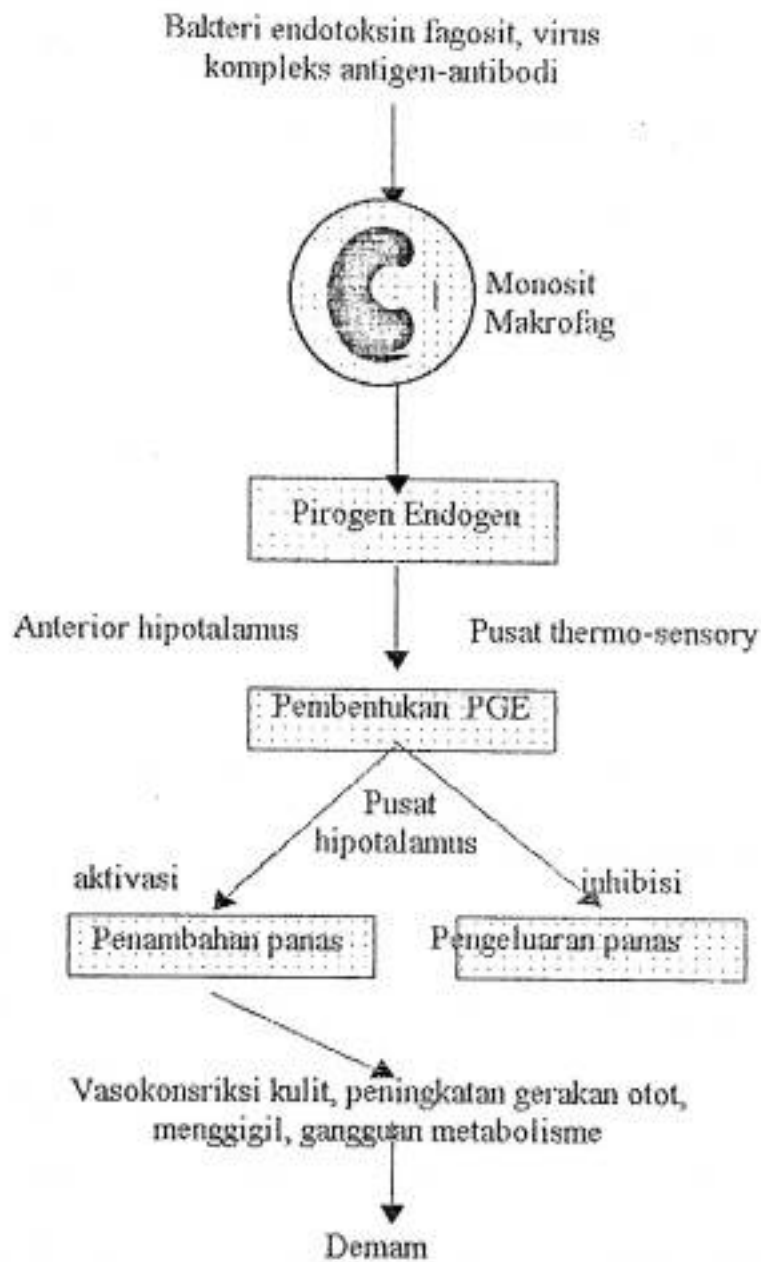 Bakteri endotoksin fagosit, virus
kompleks antigen-antibodi
Monosit
Makrofag
Pirogen Endogen
Anterior hipotalamus
Pusat thermo-sensory
Pembentukan PGE
Pusat
hipotalamus
aktivasi
inhibisi
Penambahan panas
Pengeluaran panas
Vasokonsriksi kulit, peningkatan gerakan otot,
menggigil, gangguan metabolisme
Demam